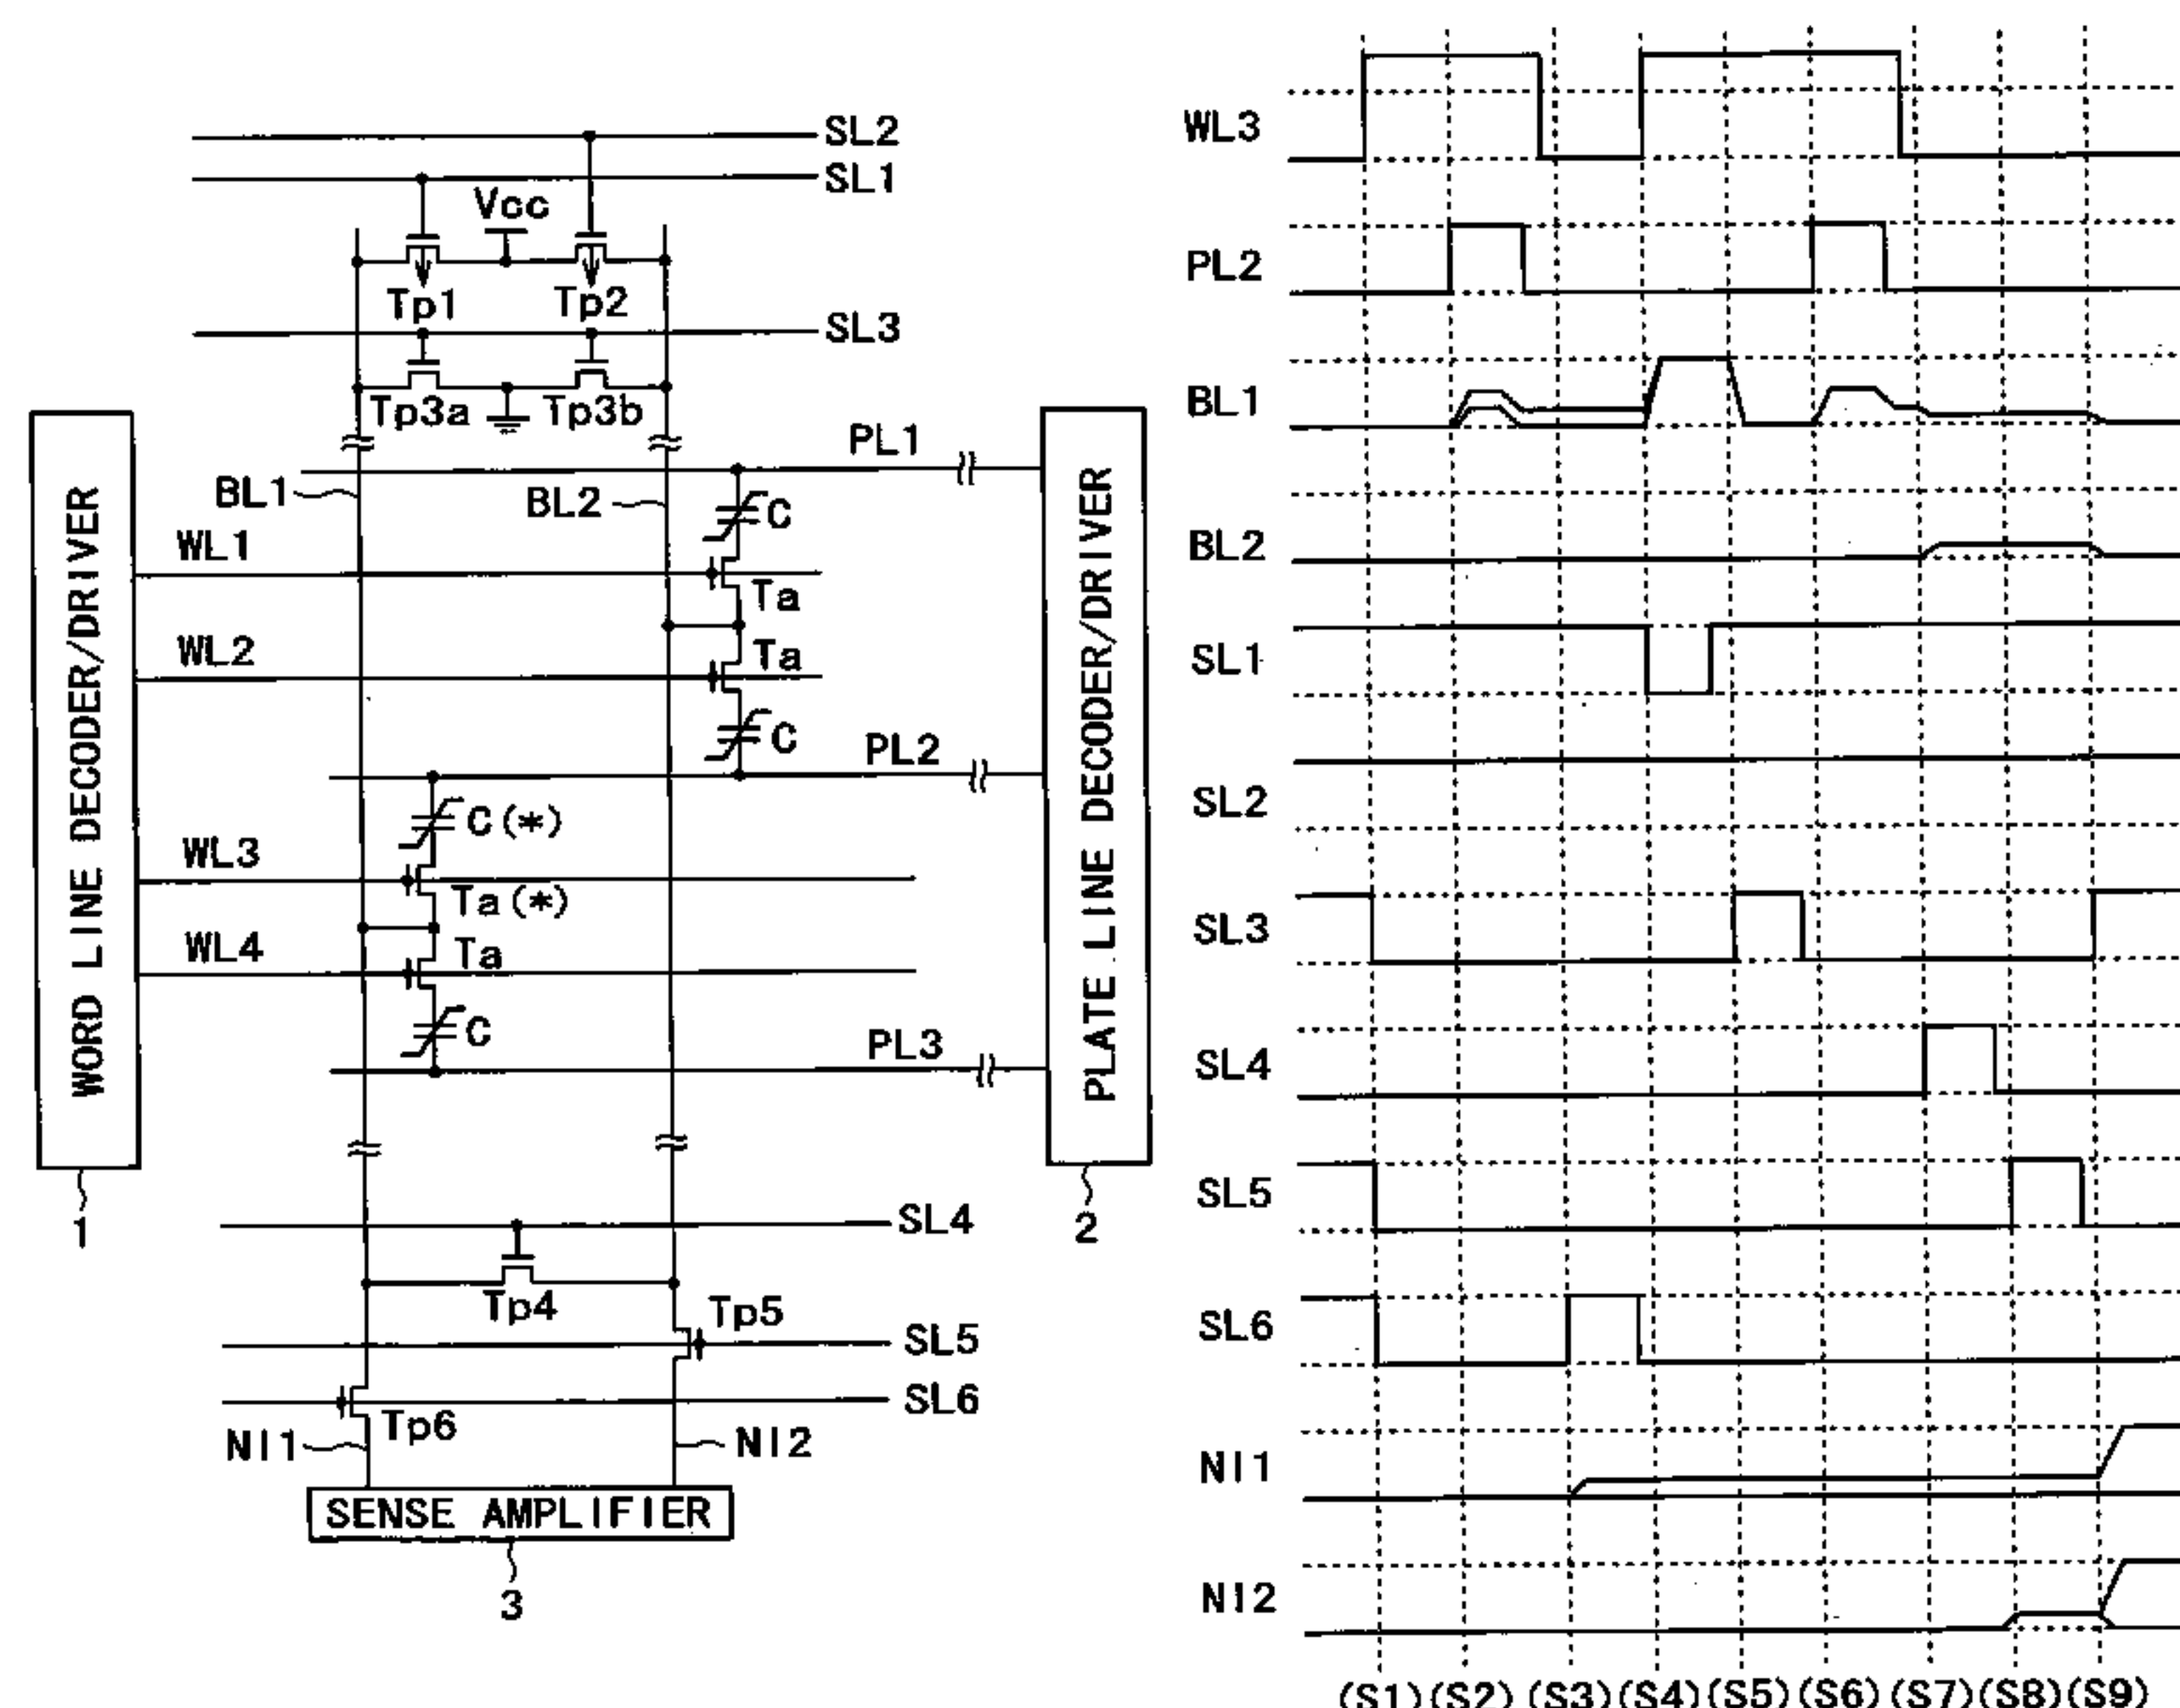 SL2
SL1
Vcc
Tp1
Tp2
SL3
Tp3a
Tp3b
PL1
BL1
BL2
C
WL1
Ta
WL2
Ta
C
PL2
C(*)
WL3
Ta(*)
WL4
Ta
C
PL3
WORD LINE DECODER/DRIVER
1
PLATE LINE DECODER/DRIVER
2
SL4
Tp4
Tp5
SL5
SL6
Tp6
NI1
NI2
SENSE AMPLIFIER
3
WL3
PL2
BL1
BL2
SL1
SL2
SL3
SL4
SL5
SL6
NI1
NI2
(S1)(S2)(S3)(S4)(S5)(S6)(S7)(S8)(S9)